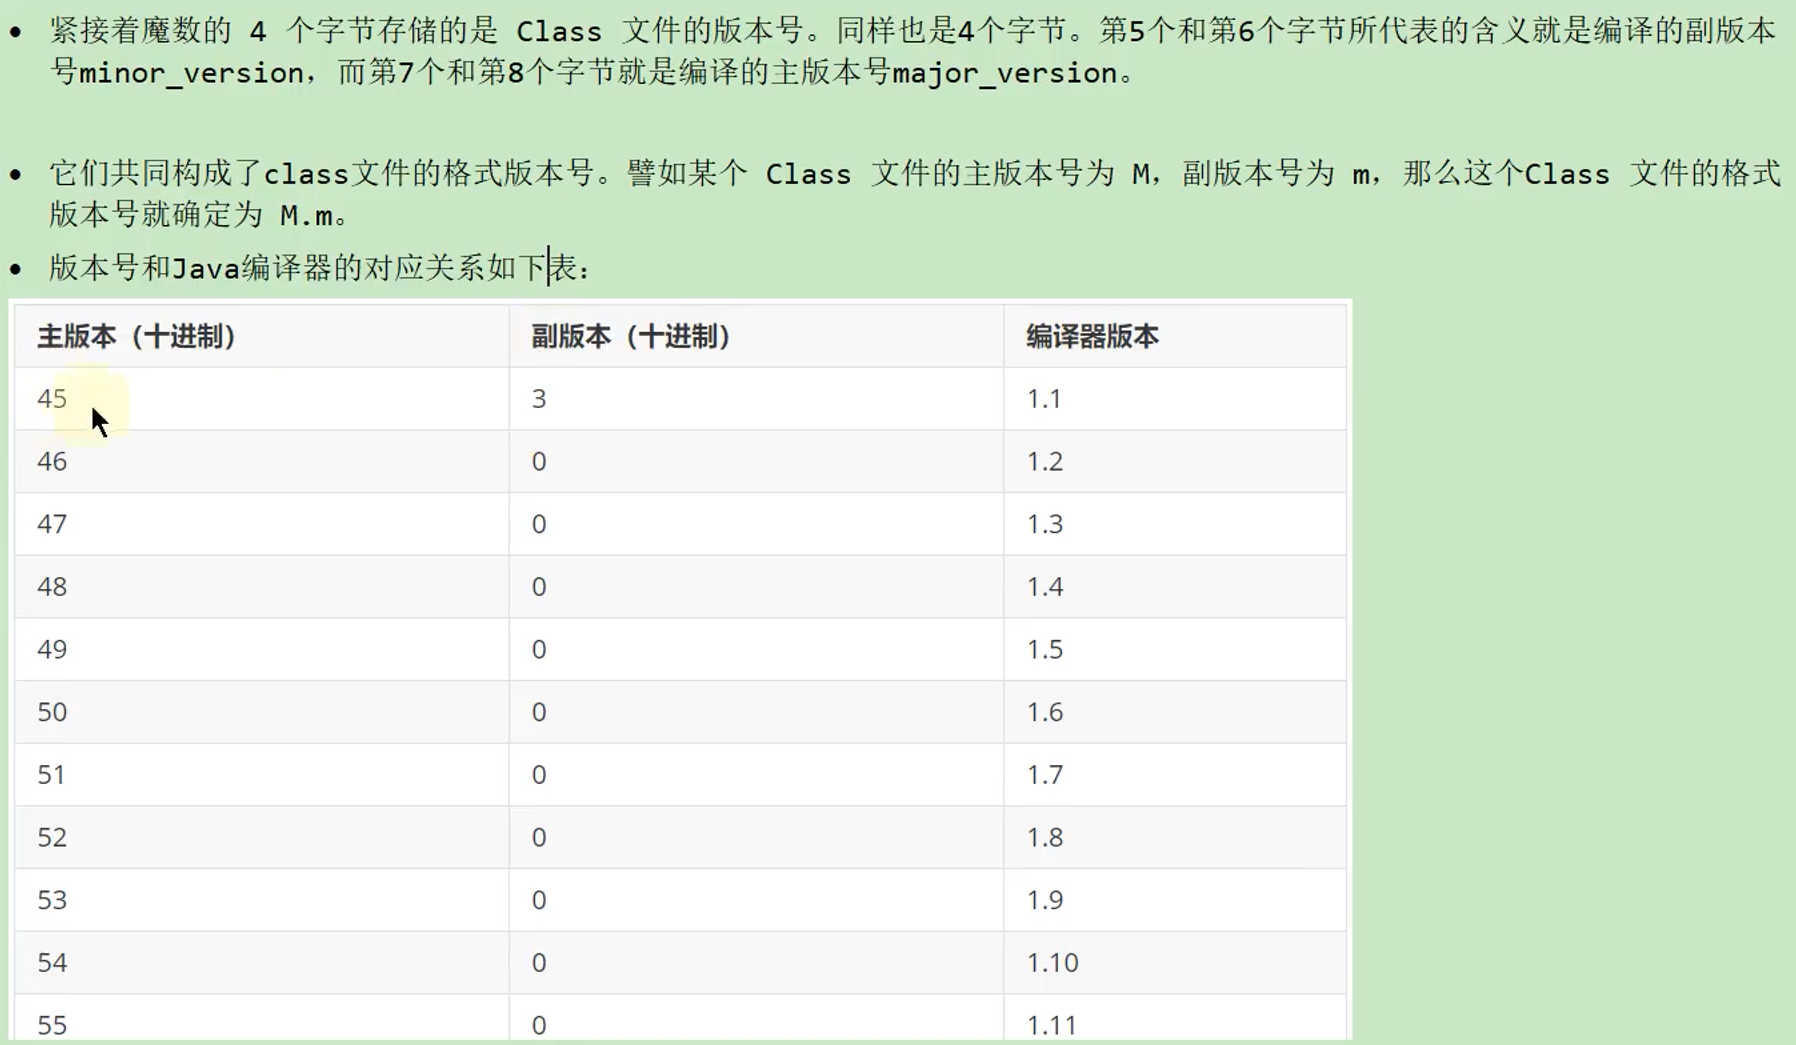 • 紧接着魔数的 4 个字节存储的是 Class 文件的版本号。同样也是4个字节。第5个和第6个字节所代表的含义就是编译的副版本
号minor_version，而第7个和第8个字节就是编译的主版本号major_version。
• 它们共同构成了class文件的格式版本号。譬如某个 Class 文件的主版本号为 M，副版本号为 m，那么这个Class 文件的格式
版本号就确定为 M.m。
• 版本号和Java编译器的对应关系如下表：
主版本（十进制） 副版本（十进制） 编译器版本
45 3 1.1
46 0 1.2
47 0 1.3
48 0 1.4
49 0 1.5
50 0 1.6
51 0 1.7
52 0 1.8
53 0 1.9
54 0 1.10
55 0 1.11